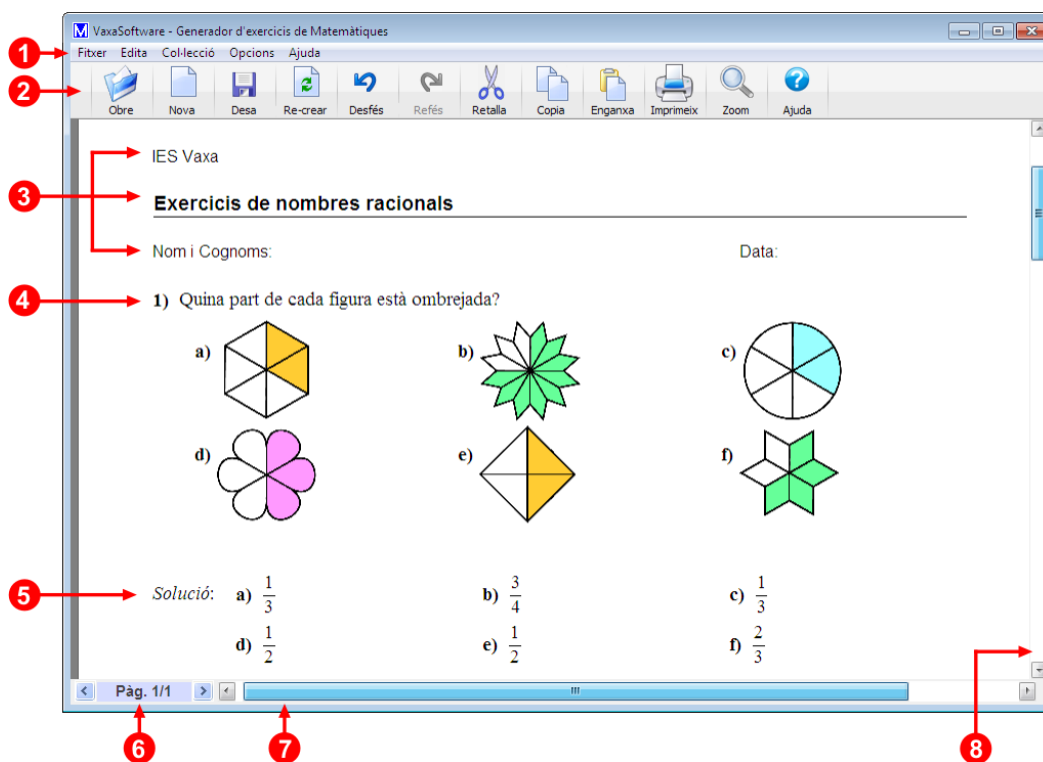 VaxaSoftware - Generador d'exercicis de Matemàtiques
1
Fitxer Edita Col·lecció Opcions Ajuda
2
Obre Nova Desa Re-crear Desfés Refés Retalla Copia Enganxa Imprimeix Zoom Ajuda
IES Vaxa
3
Exercicis de nombres racionals
Nom i Cognoms: Data:
4
1) Quina part de cada figura està ombrejada?
a) b) c)
d) e) f)
5
Solució: a) 1/3 b) 3/4 c) 1/3
d) 1/2 e) 1/2 f) 2/3
Pàg. 1/1
6 7 8